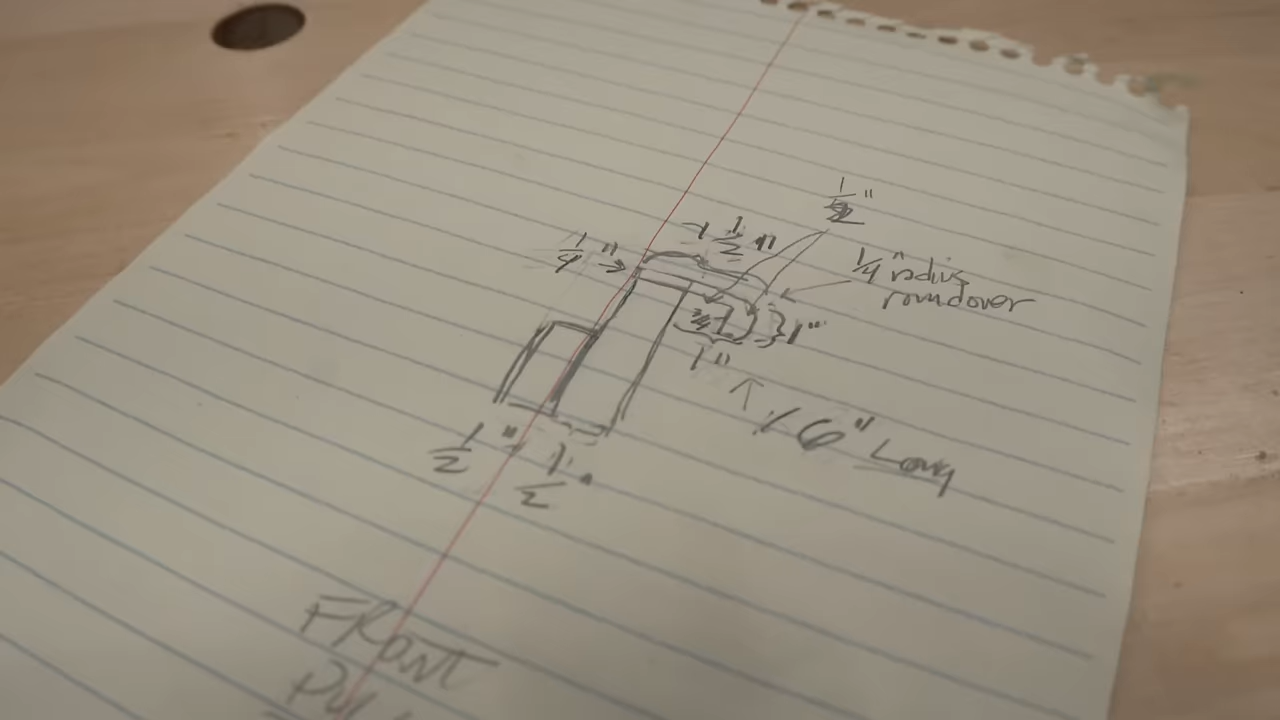 1/2"
1 1/2"
1/4"
1/4" radius
roundover
3/4
1"
1"
6" Long
1/2"
1/2"
Front